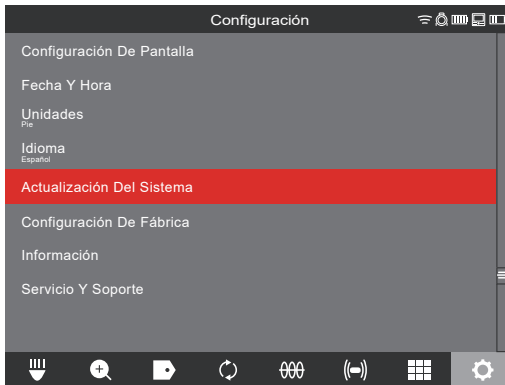 Configuración
Configuración De Pantalla
Fecha Y Hora
Unidades
Pie
Idioma
Español
Actualización Del Sistema
Configuración De Fábrica
Información
Servicio Y Soporte